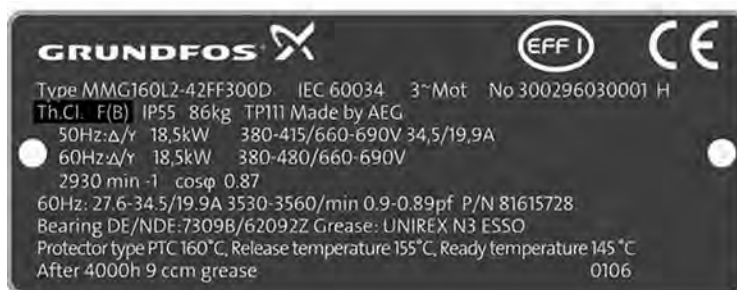 GRUNDFOS EFF 1 CE
Type MMG160L2-42FF300D IEC 60034 3~Mot No 300296030001 H
Th.Cl. F(B) IP55 86kg TP111 Made by AEG
50Hz:Δ/Y 18,5kW 380-415/660-690V 34,5/19,9A
60Hz:Δ/Y 18,5kW 380-480/660-690V
2930 min -1 cosφ 0.87
60Hz: 27.6-34.5/19.9A 3530-3560/min 0.9-0.89pf P/N 81615728
Bearing DE/NDE:7309B/62092Z Grease: UNIREX N3 ESSO
Protector type PTC 160°C, Release temperature 155°C, Ready temperature 145 °C
After 4000h 9 ccm grease 0106